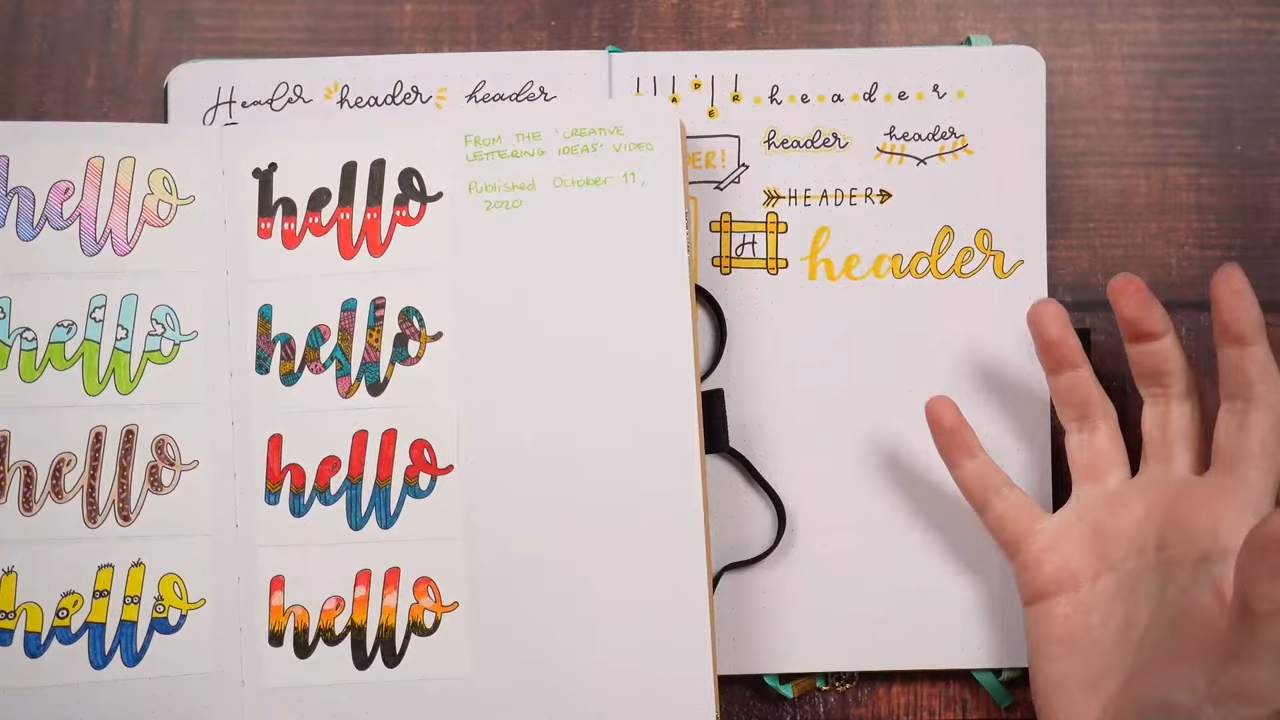 Header header header
H E A D E R
h e a d e r
header
header
HEADER
H
header
hello
hello
hello
hello
hello
hello
hello
hello
FROM THE 'CREATIVE
LETTERING IDEAS' VIDEO
Published October 11,
2020